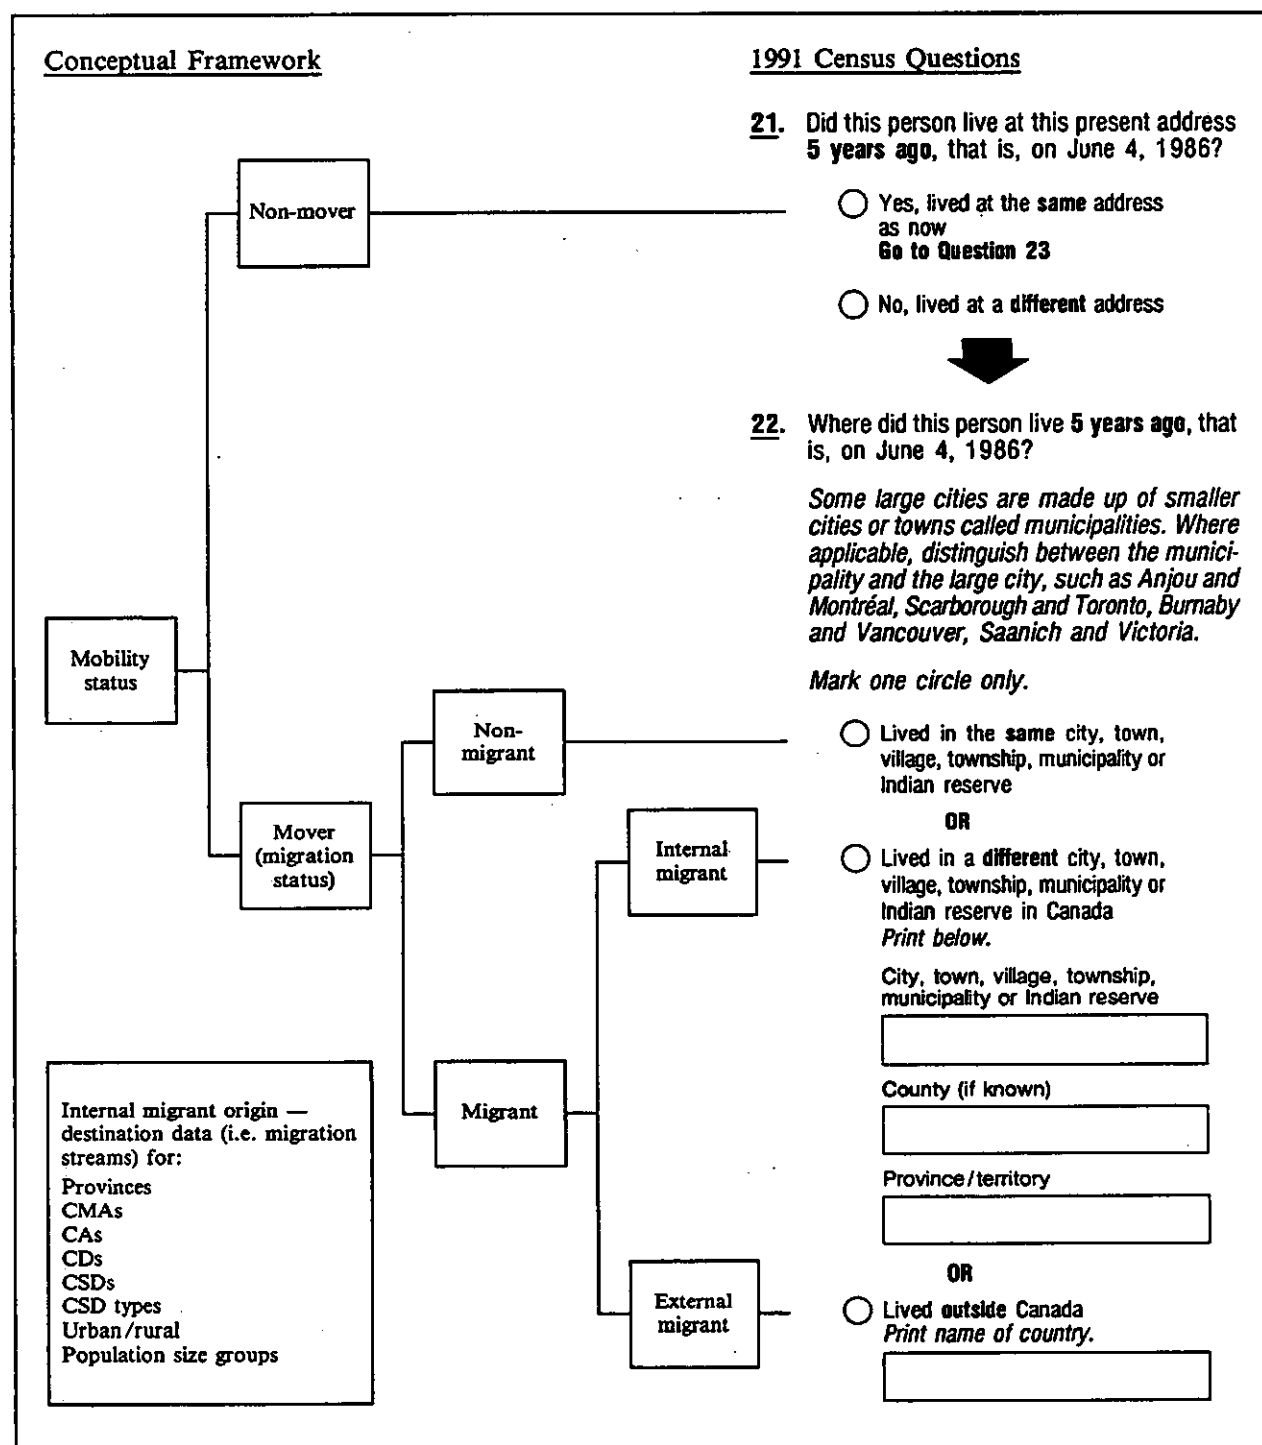 Conceptual Framework
1991 Census Questions
21. Did this person live at this present address
5 years ago, that is, on June 4, 1986?
Non-mover
Yes, lived at the same address
as now
Go to Question 23
No, lived at a different address
22. Where did this person live 5 years ago, that
is, on June 4, 1986?
Some large cities are made up of smaller
cities or towns called municipalities. Where
applicable, distinguish between the munici-
pality and the large city, such as Anjou and
Montréal, Scarborough and Toronto, Burnaby
and Vancouver, Saanich and Victoria.
Mark one circle only.
Mobility
status
Non-
migrant
Lived in the same city, town,
village, township, municipality or
Indian reserve
OR
Mover
(migration
status)
Internal
migrant
Lived in a different city, town,
village, township, municipality or
Indian reserve in Canada
Print below.
City, town, village, township,
municipality or Indian reserve
County (if known)
Migrant
Province/territory
OR
External
migrant
Lived outside Canada
Print name of country.
Internal migrant origin —
destination data (i.e. migration
streams) for:
Provinces
CMAs
CAs
CDs
CSDs
CSD types
Urban/rural
Population size groups